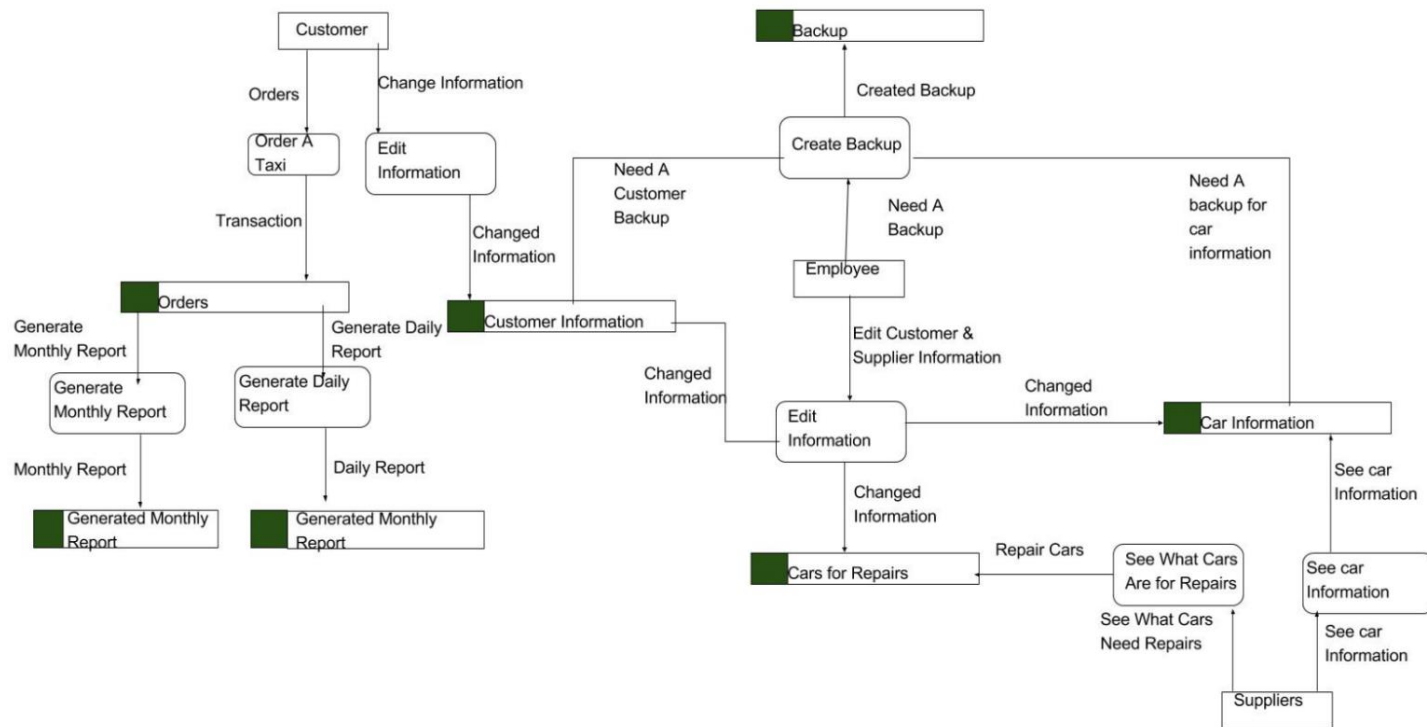 Customer
Backup
Orders
Change Information
Created Backup
Order A
Taxi
Edit
Information
Create Backup
Need A
Customer
Backup
Need A
Backup
Need A
backup for
car
information
Transaction
Changed
Information
Employee
Orders
Customer Information
Generate
Monthly Report
Generate Daily
Report
Edit Customer &
Supplier Information
Generate
Monthly Report
Generate Daily
Report
Changed
Information
Edit
Information
Changed
Information
Car Information
Monthly Report
Daily Report
Changed
Information
See car
Information
Generated Monthly
Report
Generated Monthly
Report
Cars for Repairs
Repair Cars
See What Cars
Are for Repairs
See car
Information
See What Cars
Need Repairs
See car
Information
Suppliers